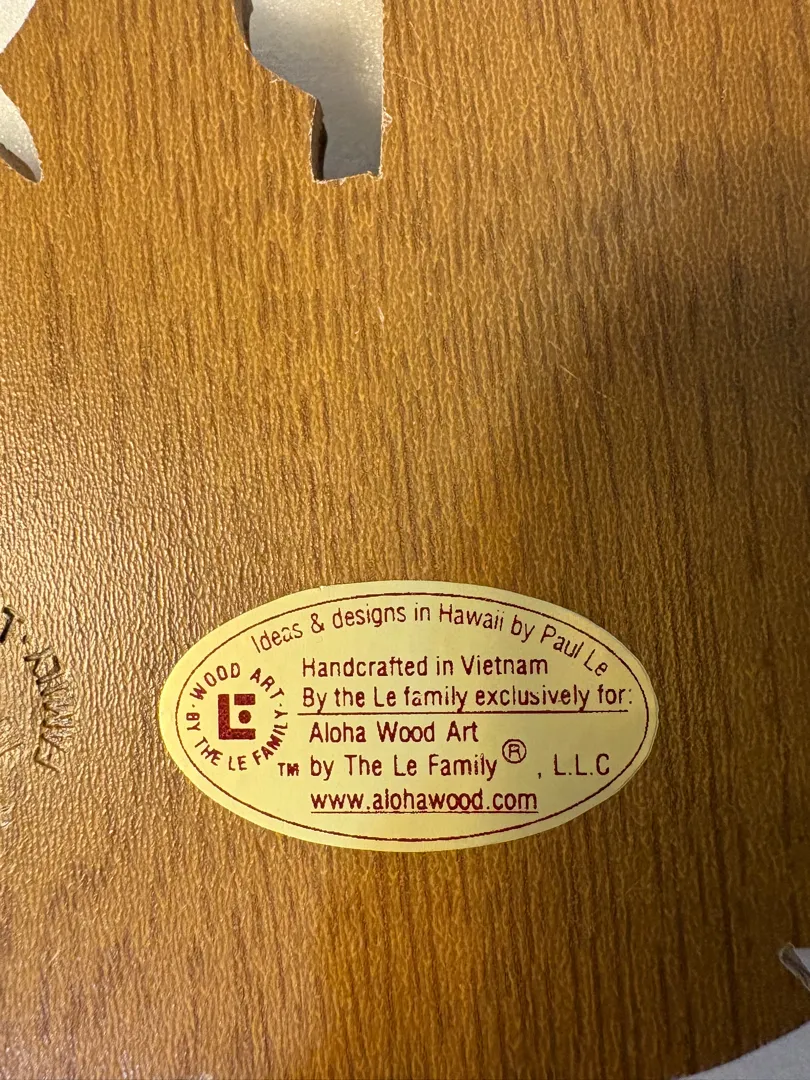 Ideas & designs in Hawaii by Paul Le
· WOOD ART ·
BY THE LE FAMILY
TM
Handcrafted in Vietnam
By the Le family exclusively for:
Aloha Wood Art
by The Le Family ® , L.L.C
www.alohawood.com